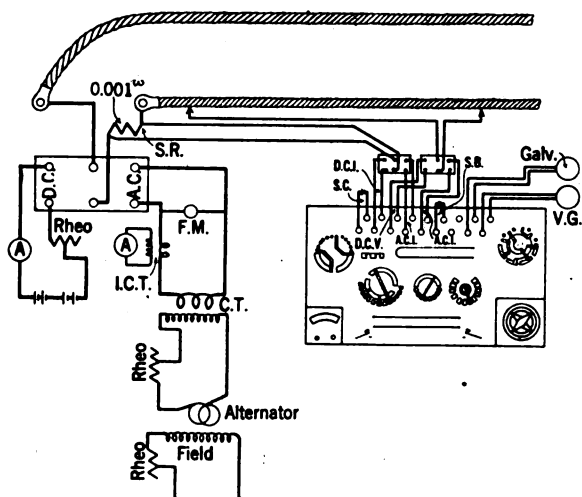 0.001ω
S.R.
D.C.
A.C.
Rheo
A
A
F.M.
I.C.T.
C.T.
Rheo
Alternator
Field
Rheo
D.C.I.
S.C.
S.B.
Galv.
V.G.
D.C.V.
A.C.I.
A.C.I.